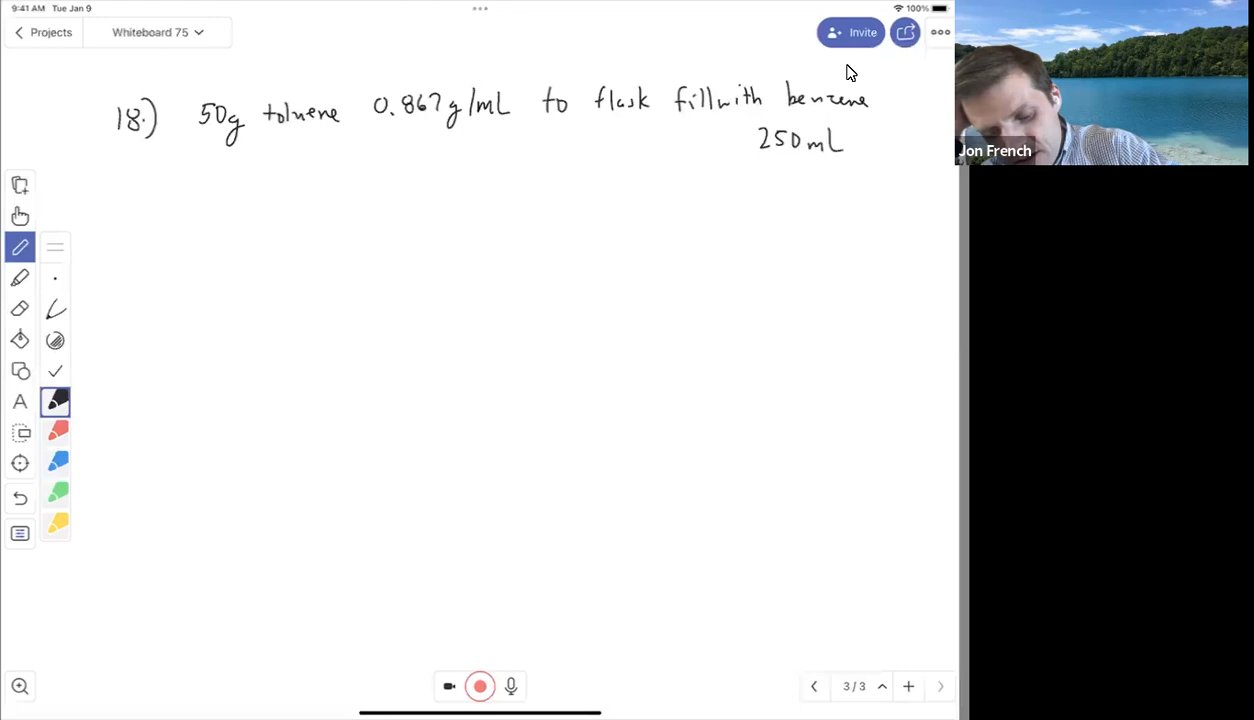 9:41 AM Tue Jan 9
100%
Projects
Whiteboard 75
Invite
18.) 50g toluene 0.867g/mL to flask fill with benzene
250mL
Jon French
A
3/3